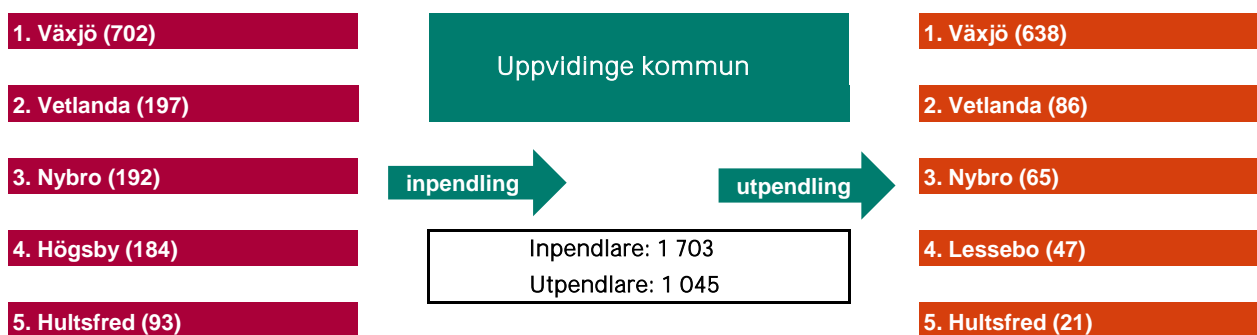 1. Växjö (702)
2. Vetlanda (197)
3. Nybro (192)
4. Högsby (184)
5. Hultsfred (93)
Uppvidinge kommun
inpendling
utpendling
Inpendlare: 1 703
Utpendlare: 1 045
1. Växjö (638)
2. Vetlanda (86)
3. Nybro (65)
4. Lessebo (47)
5. Hultsfred (21)